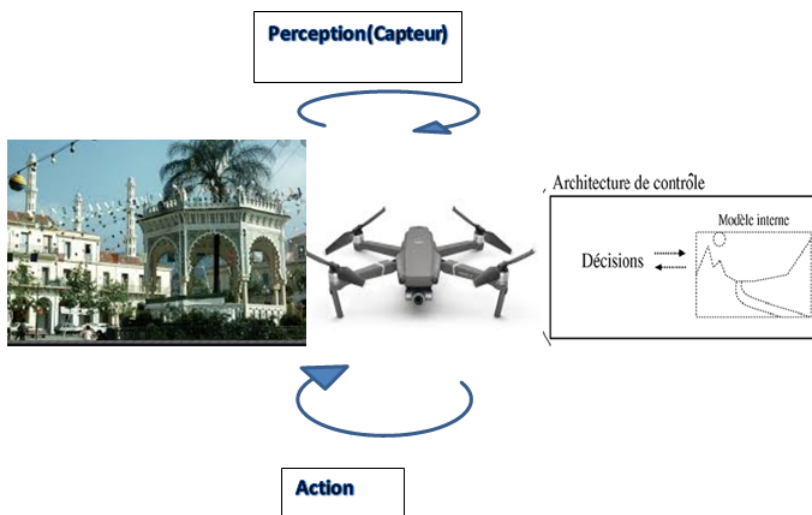 Perception(Capteur)
Architecture de contrôle
Modèle interne
Décisions
Action